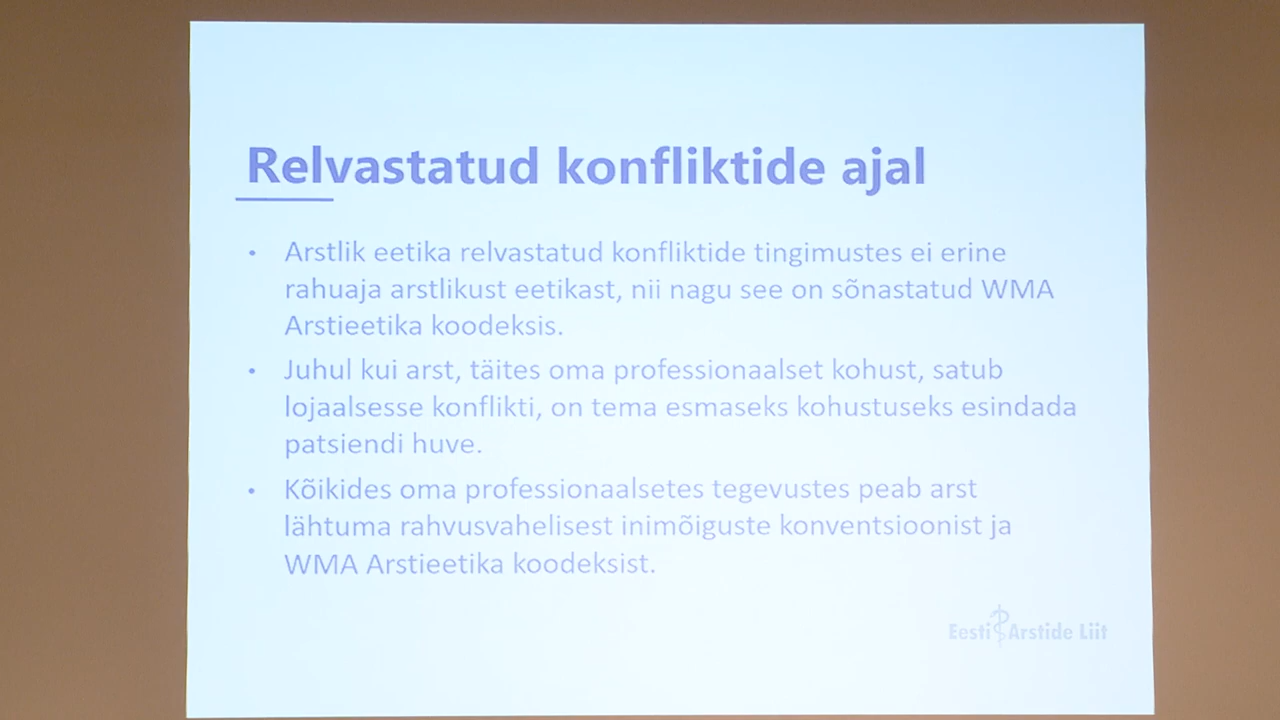 Relvastatud konfliktide ajal
• Arstlik eetika relvastatud konfliktide tingimustes ei erine
rahuaja arstlikust eetikast, nii nagu see on sõnastatud WMA
Arstieetika koodeksis.
• Juhul kui arst, täites oma professionaalset kohust, satub
lojaalsesse konflikti, on tema esmaseks kohustuseks esindada
patsiendi huve.
• Kõikides oma professionaalsetes tegevustes peab arst
lähtuma rahvusvahelisest inimõiguste konventsioonist ja
WMA Arstieetika koodeksist.
Eesti Arstide Liit